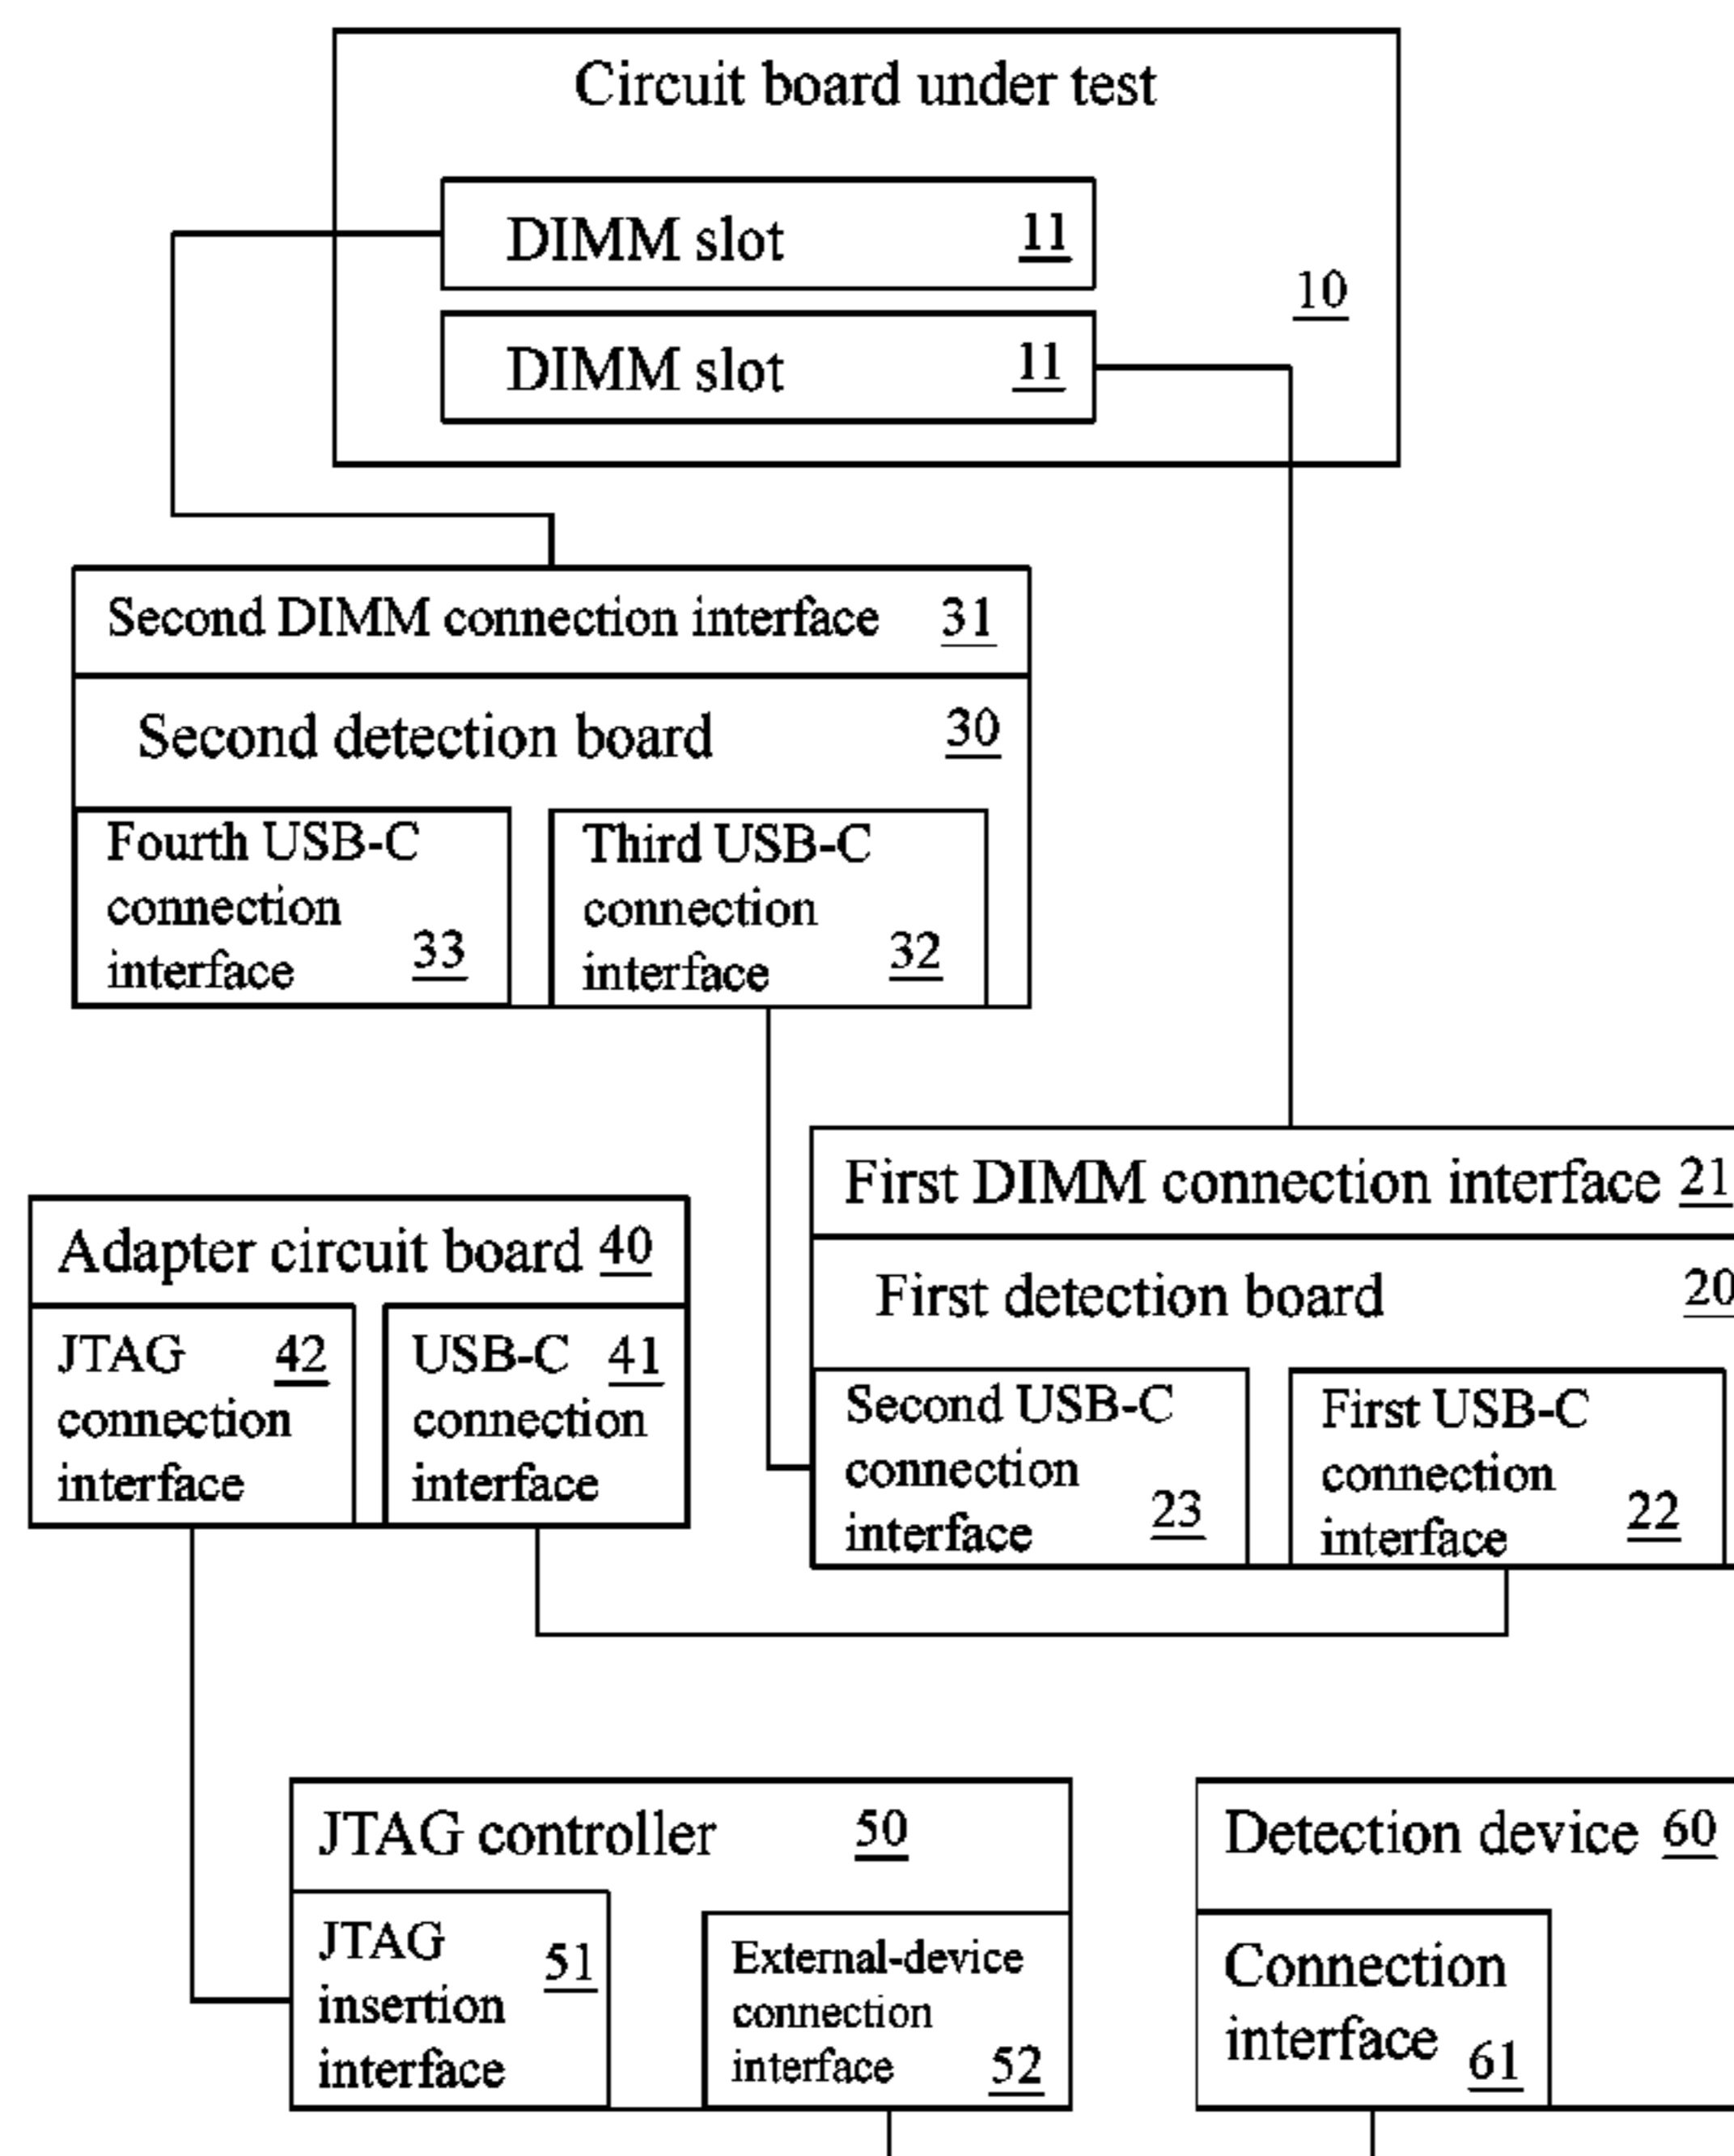 Circuit board under test
DIMM slot 11
10
DIMM slot 11
Second DIMM connection interface 31
Second detection board 30
Fourth USB-C
connection
interface 33
Third USB-C
connection
interface 32
First DIMM connection interface 21
First detection board 20
Second USB-C
connection
interface 23
First USB-C
connection
interface 22
Adapter circuit board 40
JTAG 42
connection
interface
USB-C 41
connection
interface
JTAG controller 50
JTAG 51
insertion
interface
External-device
connection
interface 52
Detection device 60
Connection
interface 61